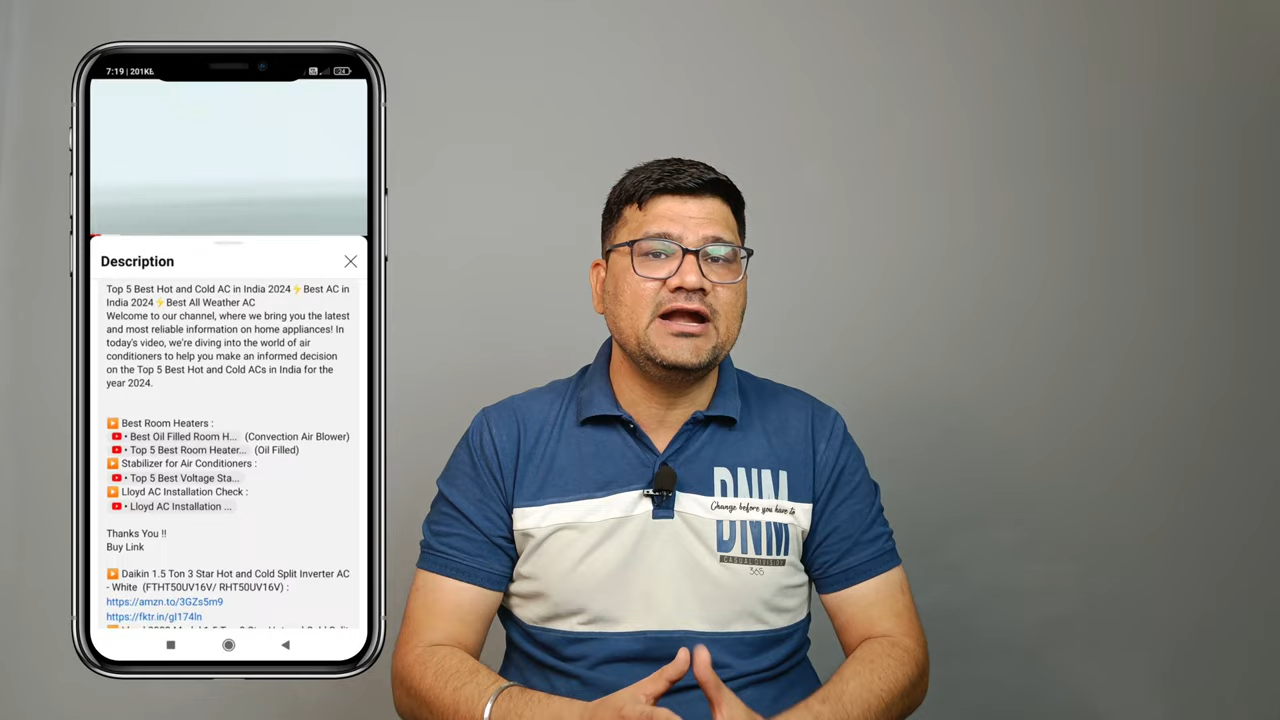 7:19 | 201KB
24
Description
Top 5 Best Hot and Cold AC in India 2024⚡Best AC in
India 2024⚡Best All Weather AC
Welcome to our channel, where we bring you the latest
and most reliable information on home appliances! In
today's video, we're diving into the world of air
conditioners to help you make an informed decision
on the Top 5 Best Hot and Cold ACs in India for the
year 2024.
▶️ Best Room Heaters :
• Best Oil Filled Room H... (Convection Air Blower)
• Top 5 Best Room Heater... (Oil Filled)
▶️ Stabilizer for Air Conditioners :
• Top 5 Best Voltage Sta...
▶️ Lloyd AC Installation Check :
• Lloyd AC Installation ...
Thanks You !!
Buy Link
▶️ Daikin 1.5 Ton 3 Star Hot and Cold Split Inverter AC
- White (FTHT50UV16V/ RHT50UV16V) :
https://amzn.to/3GZs5m9
https://fktr.in/gI174ln
DNM
Change before you have to
DNM
CASUAL DIVISION
365